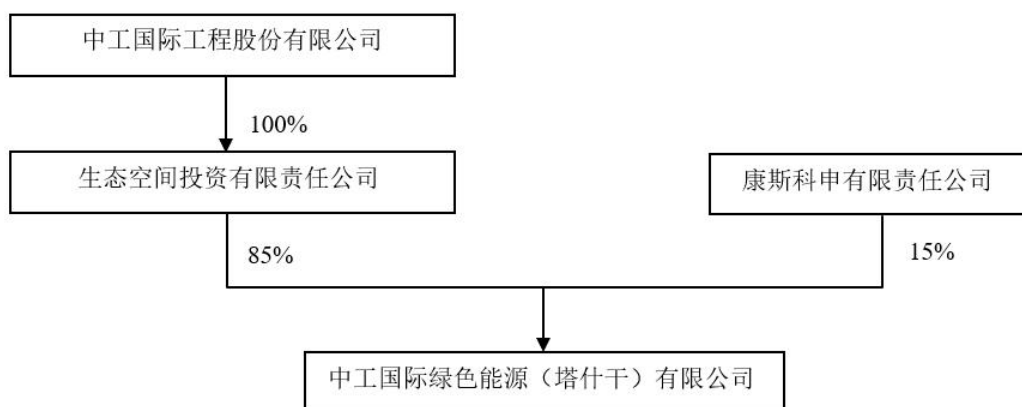 中工国际工程股份有限公司
100%
生态空间投资有限责任公司
康斯科申有限责任公司
85%
15%
中工国际绿色能源（塔什干）有限公司